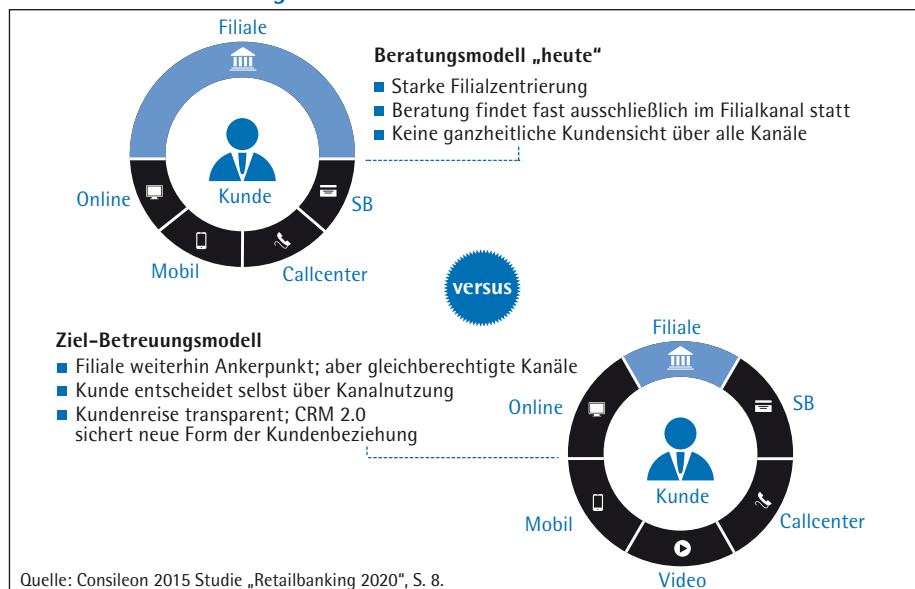 Filiale
Beratungsmodell „heute“
Starke Filialzentrierung
Beratung findet fast ausschließlich im Filialkanal statt
Keine ganzheitliche Kundensicht über alle Kanäle
Kunde
Online
SB
Mobil
Callcenter
versus
Ziel-Betreuungsmodell
Filiale weiterhin Ankerpunkt; aber gleichberechtigte Kanäle
Kunde entscheidet selbst über Kanalnutzung
Kundenreise transparent; CRM 2.0
sichert neue Form der Kundenbeziehung
Filiale
Online
SB
Kunde
Mobil
Callcenter
Video
Quelle: Consileon 2015 Studie „Retailbanking 2020“, S. 8.